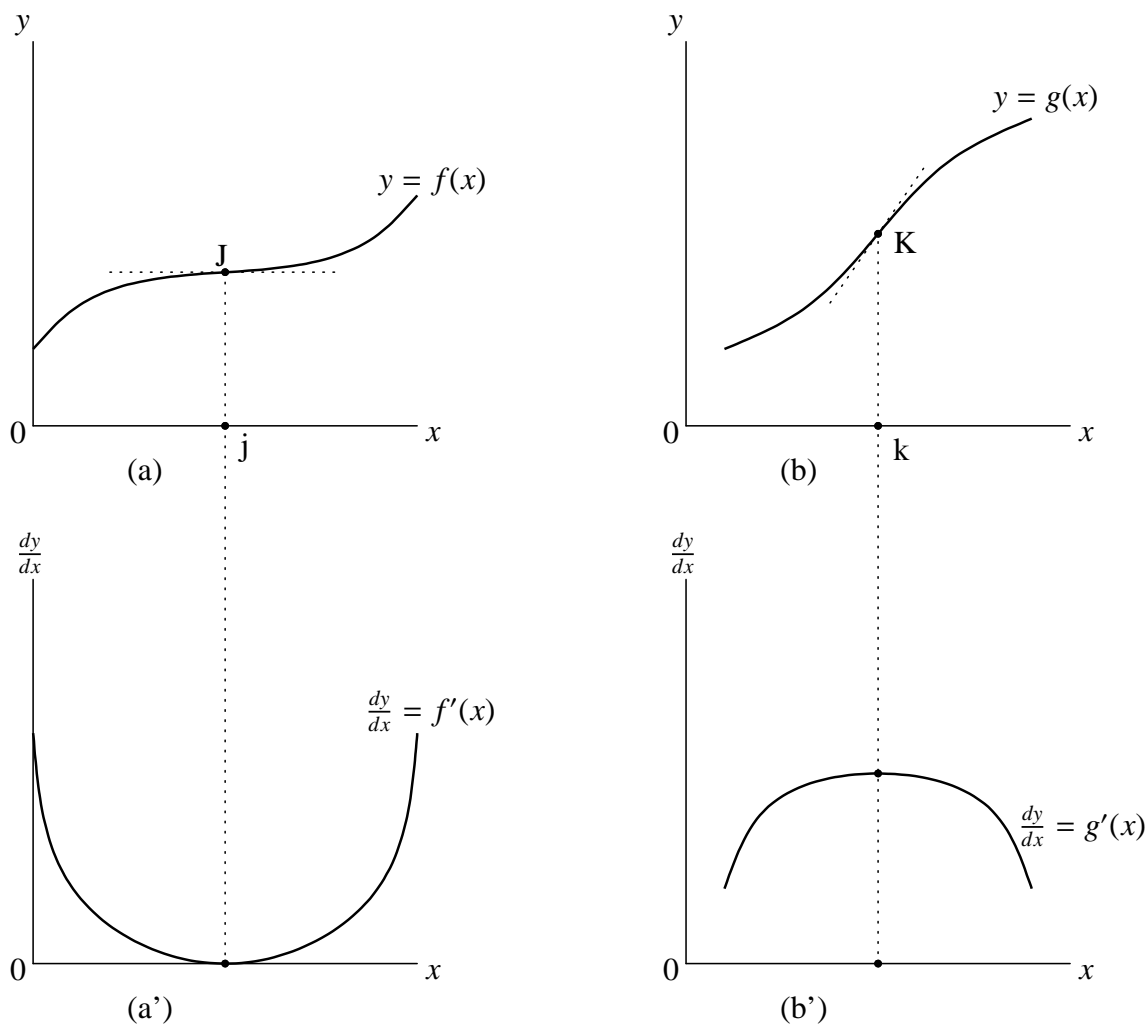 y
y
y = g(x)
y = f(x)
J
K
0
x
j
(a)
0
x
k
(b)
dy/dx
dy/dx
dy/dx = f′(x)
dy/dx = g′(x)
0
x
(a’)
0
x
(b’)